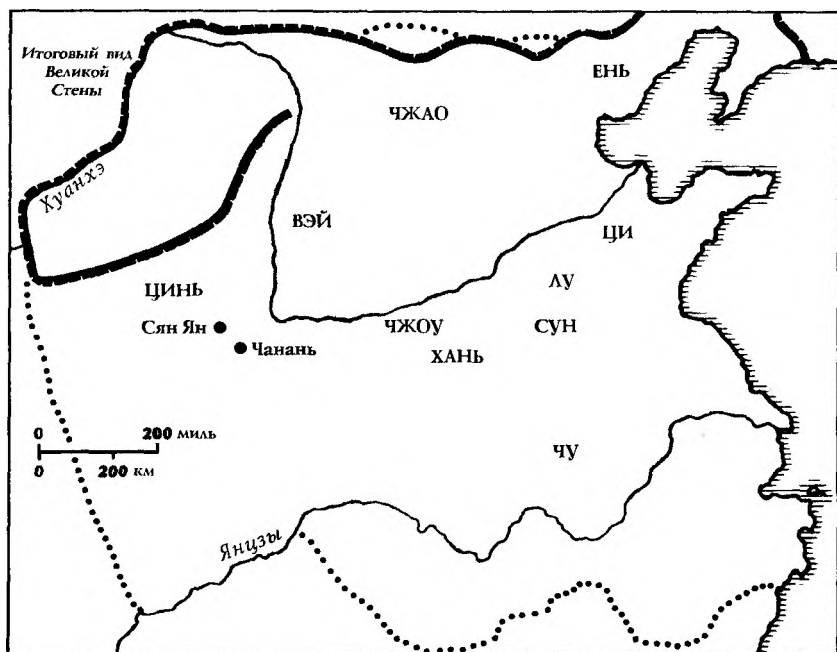 Итоговый вид
Великой
Стены
ЕНЬ
ЧЖАО
Хуанхэ
ВЭЙ
ЦИ
ЛУ
ЦИНЬ
Сян Ян
ЧЖОУ
СУН
Чанань
ХАНЬ
0 200 миль
0 200 км
ЧУ
Янцзы